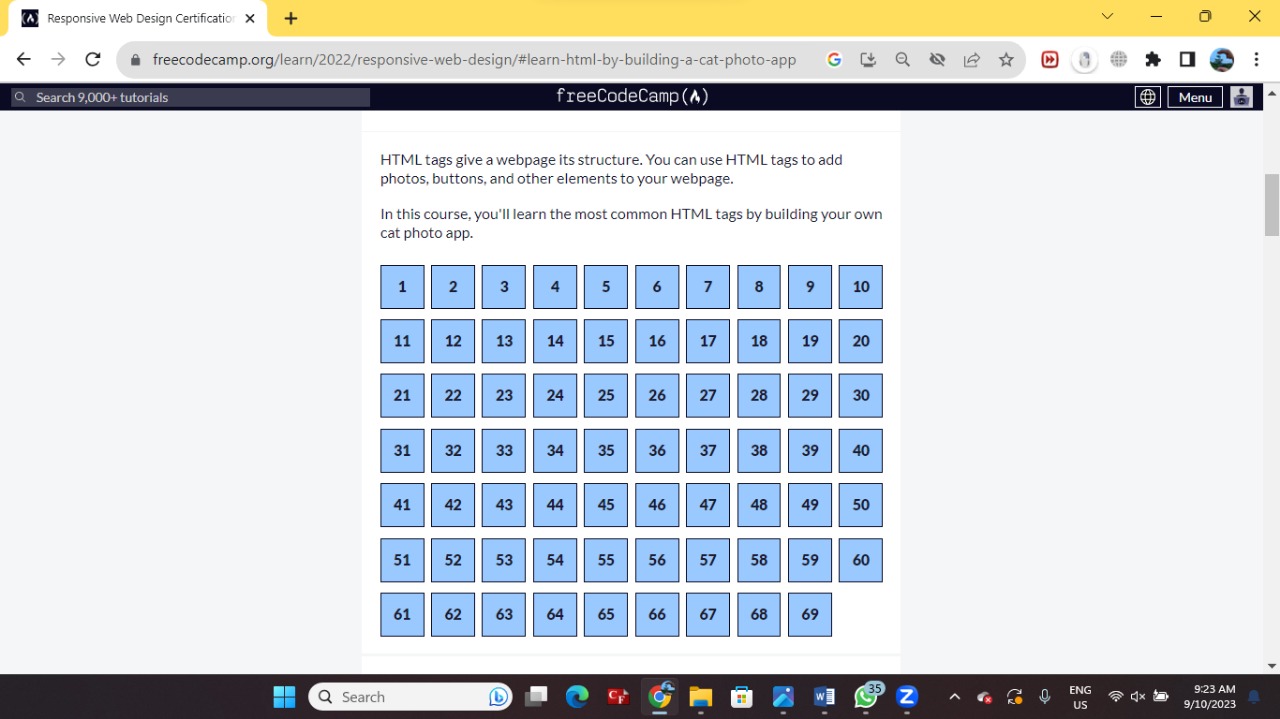 Responsive Web Design Certification
freecodecamp.org/learn/2022/responsive-web-design/#learn-html-by-building-a-cat-photo-app
Search 9,000+ tutorials
freeCodeCamp
Menu
HTML tags give a webpage its structure. You can use HTML tags to add
photos, buttons, and other elements to your webpage.
In this course, you'll learn the most common HTML tags by building your own
cat photo app.
1 2 3 4 5 6 7 8 9 10
11 12 13 14 15 16 17 18 19 20
21 22 23 24 25 26 27 28 29 30
31 32 33 34 35 36 37 38 39 40
41 42 43 44 45 46 47 48 49 50
51 52 53 54 55 56 57 58 59 60
61 62 63 64 65 66 67 68 69
Search
35
ENG
US
9:23 AM
9/10/2023